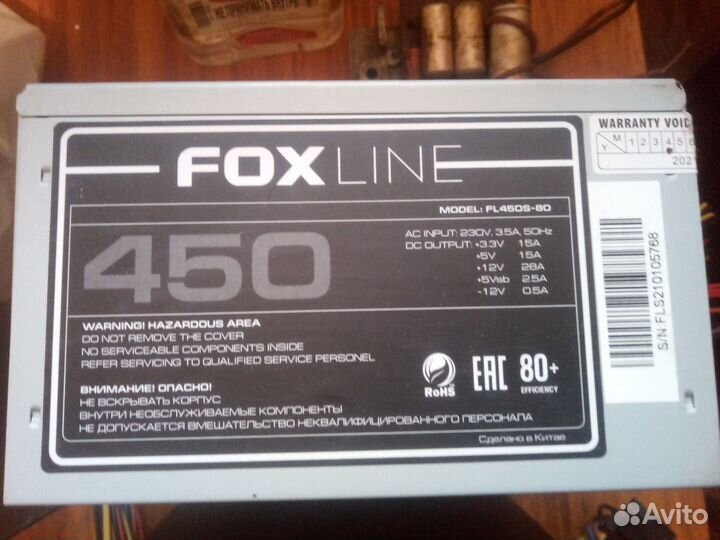 НЕ ПРИНИМАТЬ ВНУТРЬ
WARRANTY VOID
M
Y
1 2 3 4 5 6
2021
FOXLINE
MODEL: FL450S-80
450
AC INPUT: 230V, 3.5A, 50Hz
DC OUTPUT: +3.3V 15A
+5V 15A
+12V 28A
+5Vsb 2.5A
-12V 0.5A
WARNING! HAZARDOUS AREA
DO NOT REMOVE THE COVER
NO SERVICEABLE COMPONENTS INSIDE
REFER SERVICING TO QUALIFIED SERVICE PERSONEL
ВНИМАНИЕ! ОПАСНО!
НЕ ВСКРЫВАТЬ КОРПУС
ВНУТРИ НЕОБСЛУЖИВАЕМЫЕ КОМПОНЕНТЫ
НЕ ДОПУСКАЕТСЯ ВМЕШАТЕЛЬСТВО НЕКВАЛИФИЦИРОВАННОГО ПЕРСОНАЛА
RoHS
EAC
80+
EFFICIENCY
Сделано в Китае
S/N FLS210105768
Avito